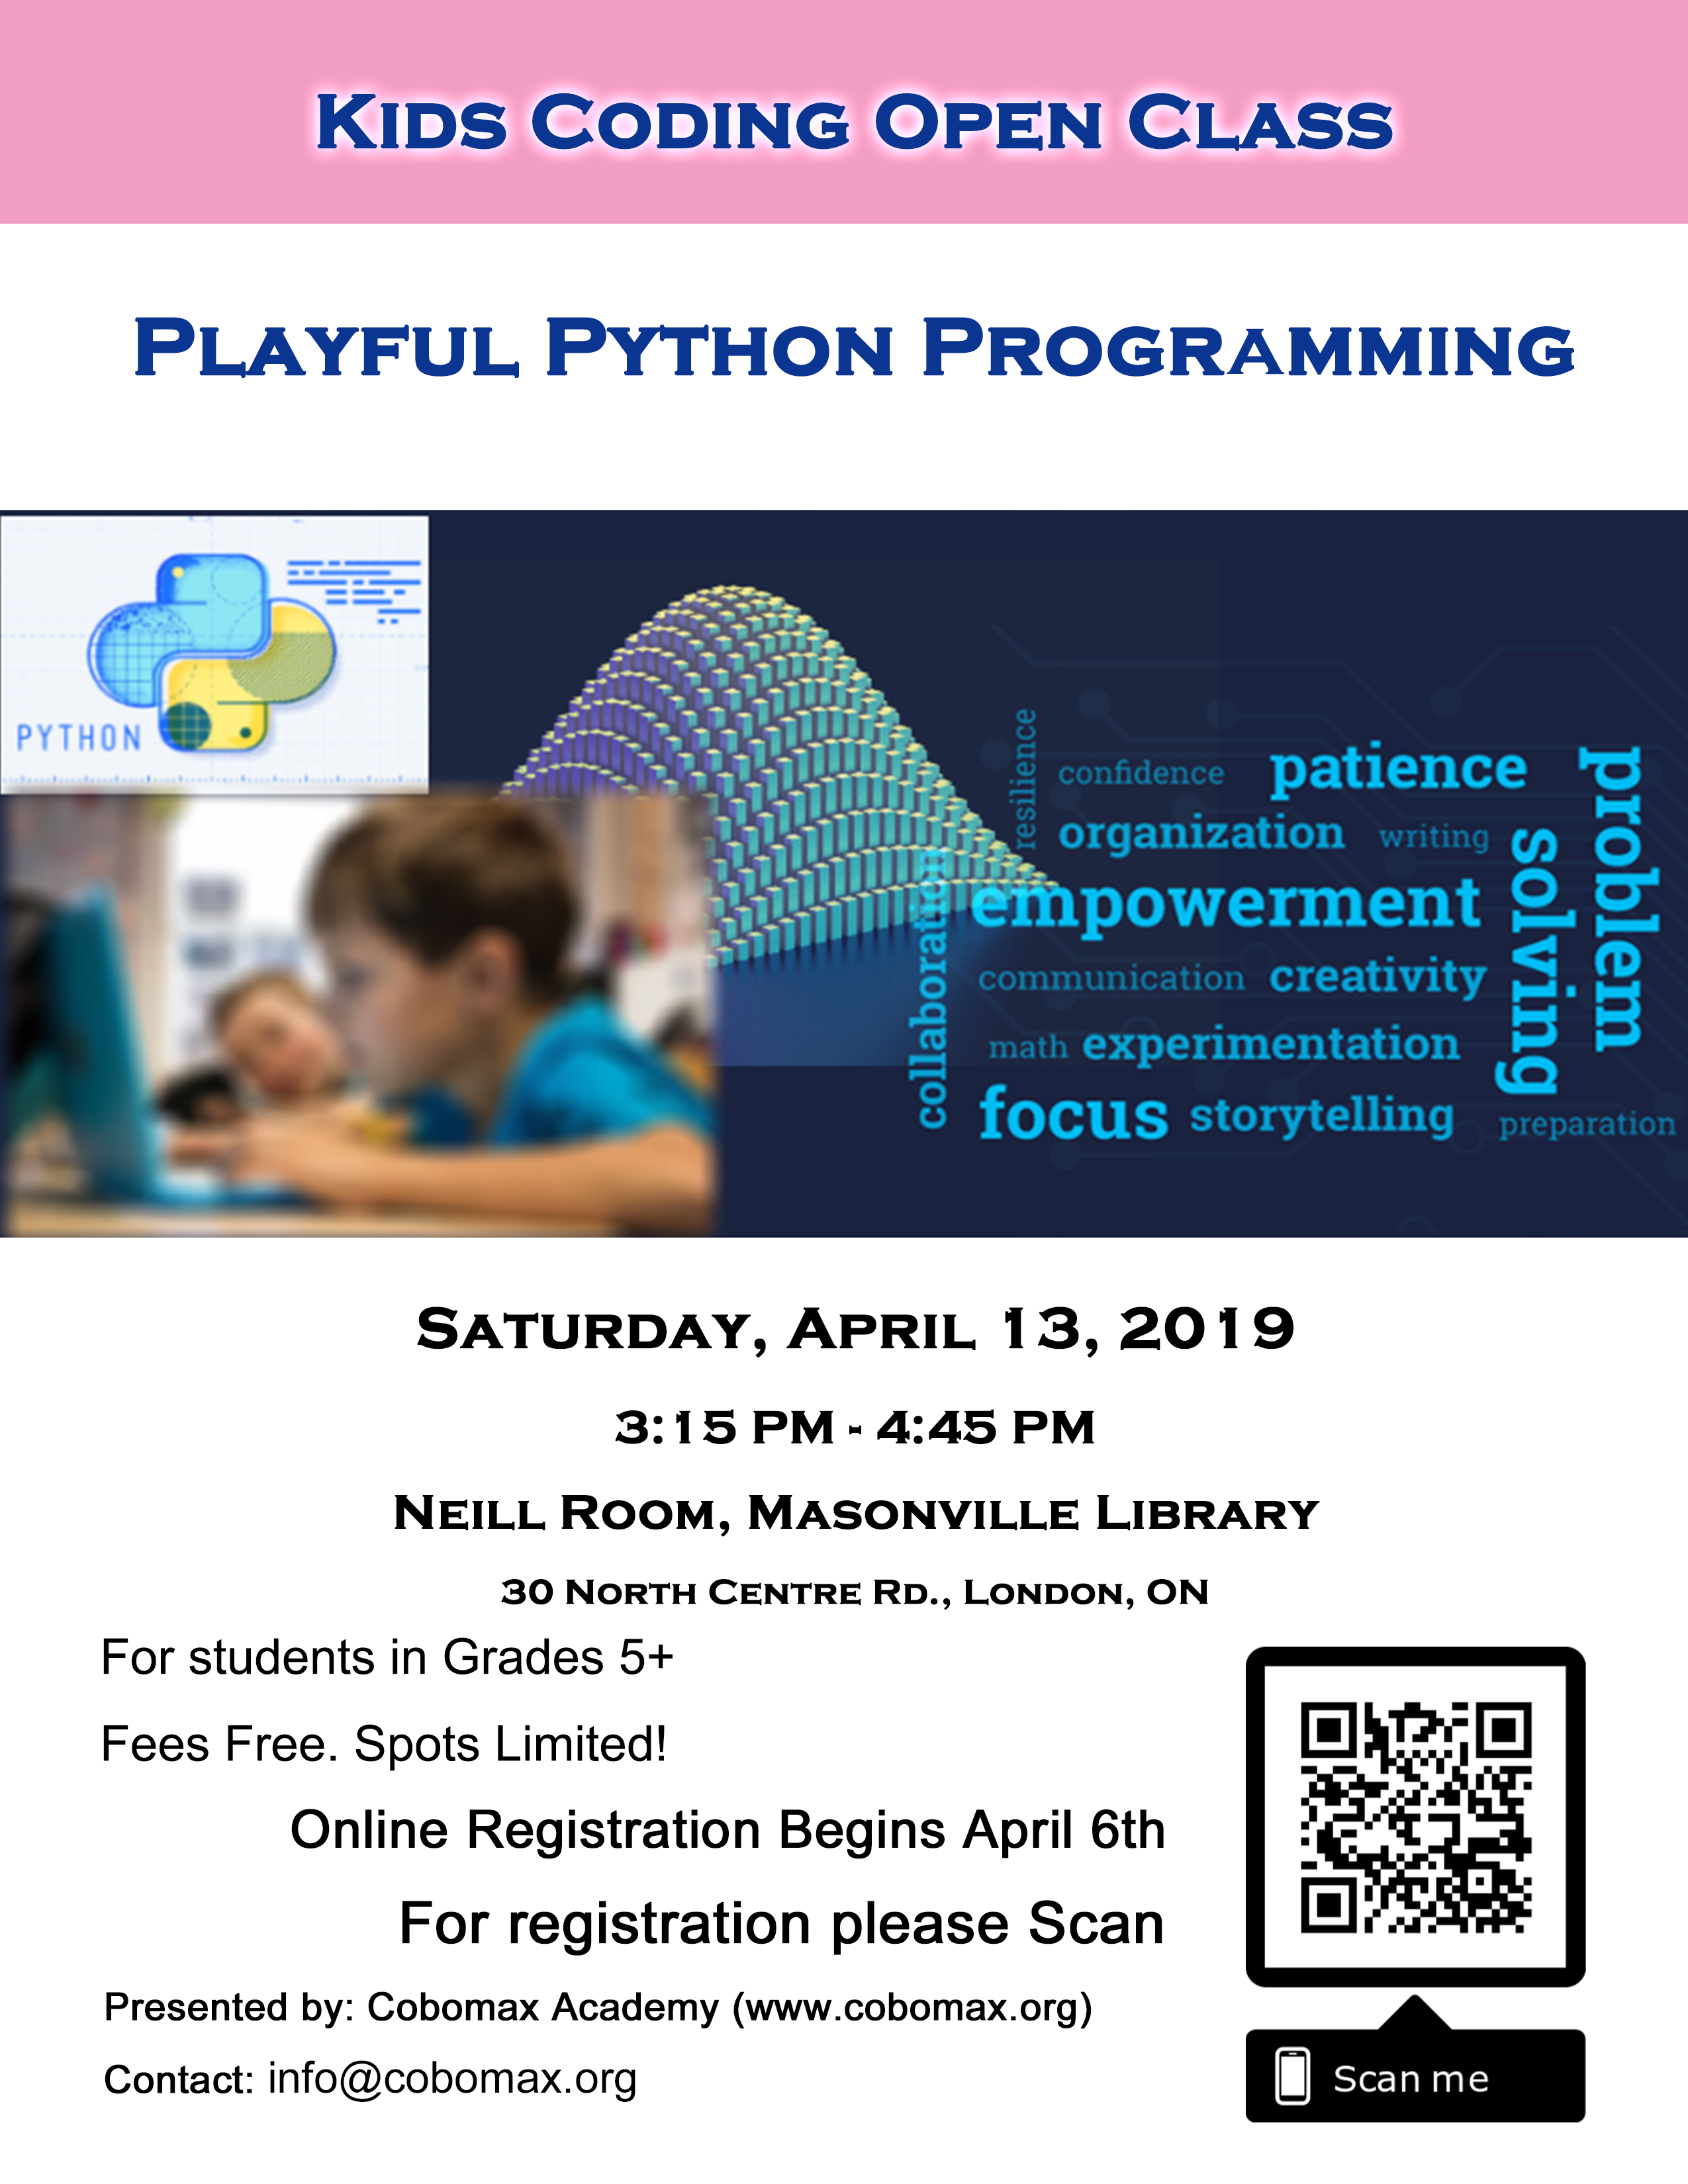 Kids Coding Open Class
Playful Python Programming
PYTHON
resilience
confidence
patience
problem
organization
writing
solving
empowerment
collaboration
communication
creativity
math
experimentation
focus
storytelling
preparation
Saturday, April 13, 2019
3:15 PM - 4:45 PM
Neill Room, Masonville Library
30 North Centre Rd., London, ON
For students in Grades 5+
Fees Free. Spots Limited!
Online Registration Begins April 6th
For registration please Scan
Presented by: Cobomax Academy (www.cobomax.org)
Contact: info@cobomax.org
Scan me